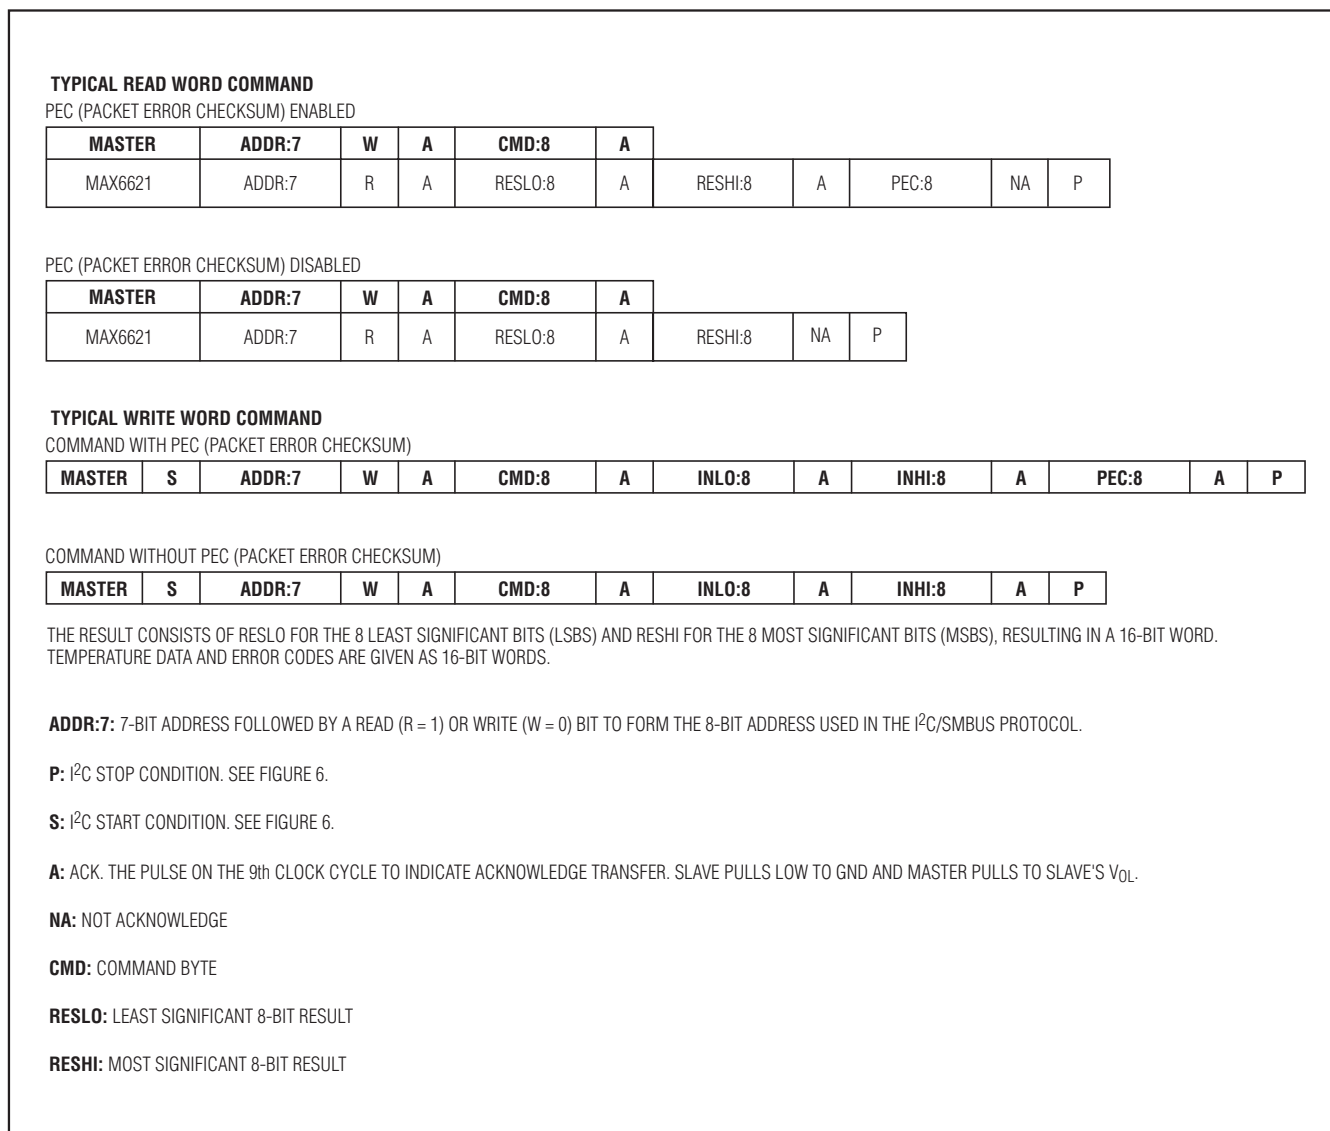 TYPICAL READ WORD COMMAND
PEC (PACKET ERROR CHECKSUM) ENABLED
MASTER ADDR:7 W A CMD:8 A
MAX6621 ADDR:7 R A RESLO:8 A RESHI:8 A PEC:8 NA P
PEC (PACKET ERROR CHECKSUM) DISABLED
MASTER ADDR:7 W A CMD:8 A
MAX6621 ADDR:7 R A RESLO:8 A RESHI:8 NA P
TYPICAL WRITE WORD COMMAND
COMMAND WITH PEC (PACKET ERROR CHECKSUM)
MASTER S ADDR:7 W A CMD:8 A INLO:8 A INHI:8 A PEC:8 A P
COMMAND WITHOUT PEC (PACKET ERROR CHECKSUM)
MASTER S ADDR:7 W A CMD:8 A INLO:8 A INHI:8 A P
THE RESULT CONSISTS OF RESLO FOR THE 8 LEAST SIGNIFICANT BITS (LSBS) AND RESHI FOR THE 8 MOST SIGNIFICANT BITS (MSBS), RESULTING IN A 16-BIT WORD.
TEMPERATURE DATA AND ERROR CODES ARE GIVEN AS 16-BIT WORDS.
ADDR:7: 7-BIT ADDRESS FOLLOWED BY A READ (R = 1) OR WRITE (W = 0) BIT TO FORM THE 8-BIT ADDRESS USED IN THE I²C/SMBUS PROTOCOL.
P: I²C STOP CONDITION. SEE FIGURE 6.
S: I²C START CONDITION. SEE FIGURE 6.
A: ACK. THE PULSE ON THE 9th CLOCK CYCLE TO INDICATE ACKNOWLEDGE TRANSFER. SLAVE PULLS LOW TO GND AND MASTER PULLS TO SLAVE'S VOL.
NA: NOT ACKNOWLEDGE
CMD: COMMAND BYTE
RESLO: LEAST SIGNIFICANT 8-BIT RESULT
RESHI: MOST SIGNIFICANT 8-BIT RESULT